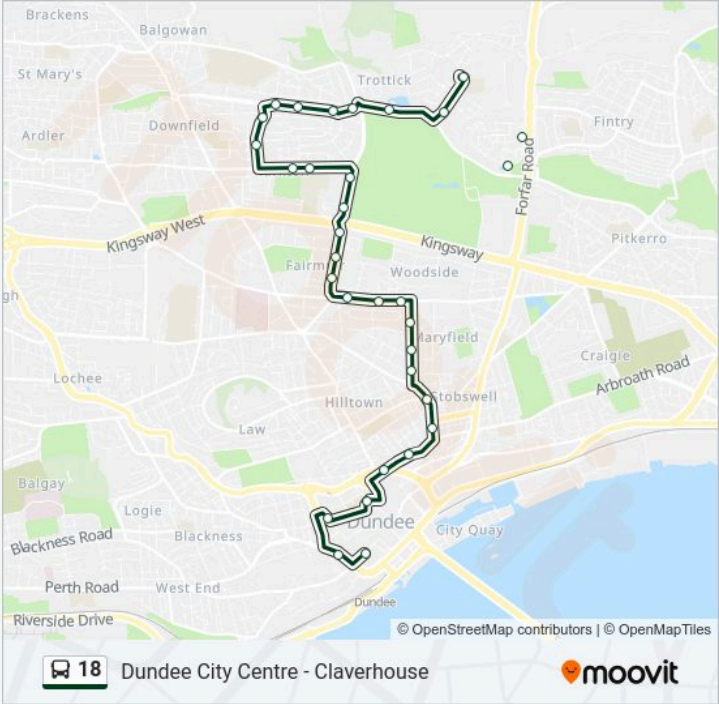 Brackens
Balgowan
St Mary's
Trottick
Ardler
Downfield
Fintry
Forfar Road
Kingsway West
Kingsway
Pitkerro
Fairm
Woodside
gh
Maryfield
Craigie
Arbroath Road
Lochee
Hilltown
Stobswell
Law
Balgay
Logie
Dundee
City Quay
Blackness Road
Blackness
Perth Road
West End
Dundee
Riverside Drive
© OpenStreetMap contributors | © OpenMapTiles
18 Dundee City Centre - Claverhouse
moovit